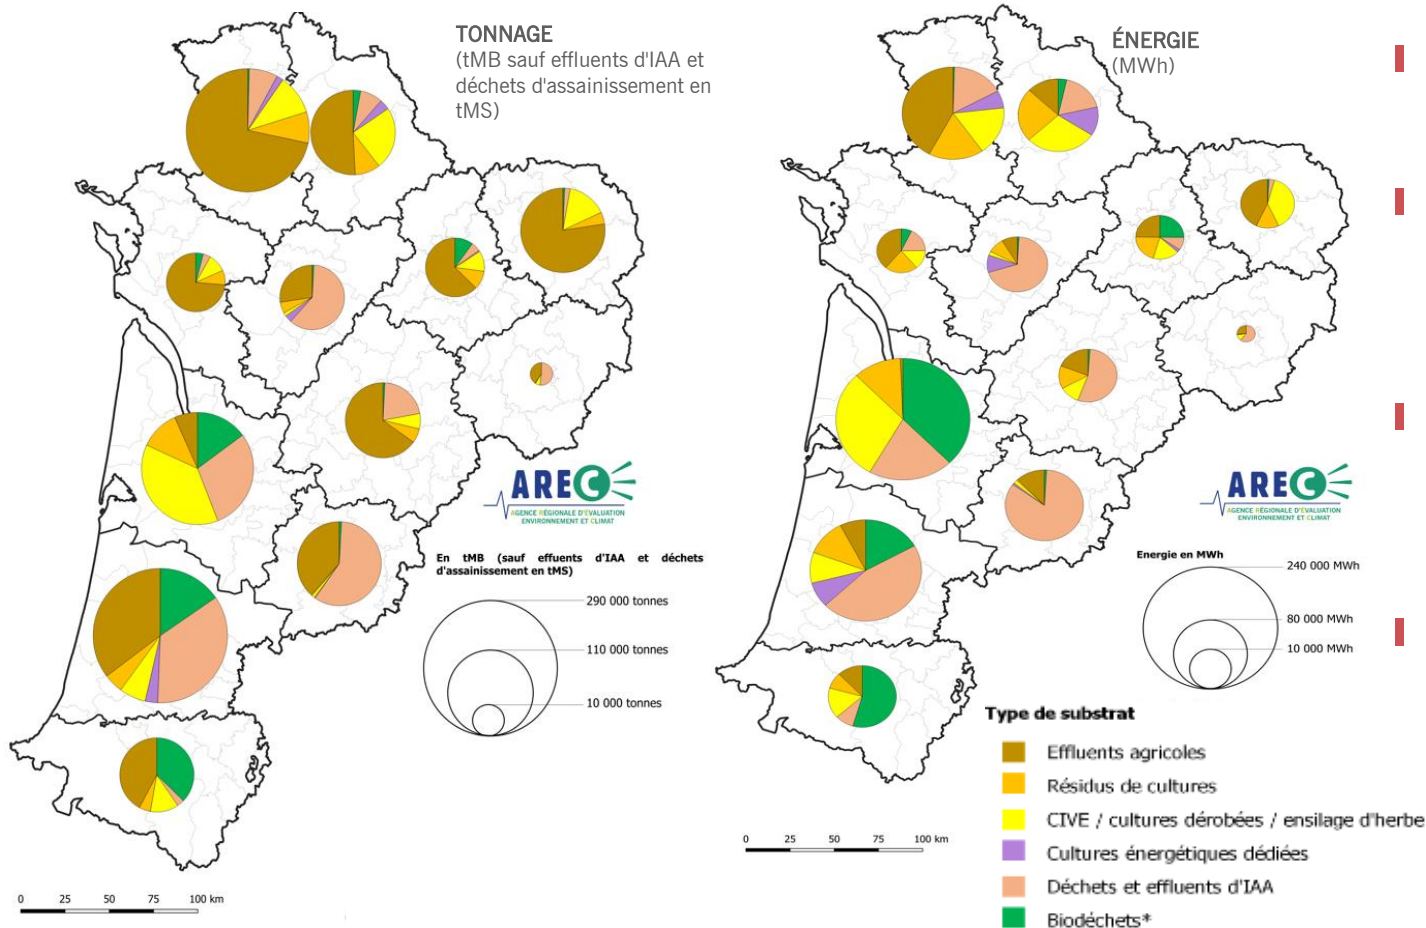 TONNAGE
(tMB sauf effluents d'IAA et
déchets d'assainissement en
tMS)
ÉNERGIE
(MWh)
AREC
AGENCE RÉGIONALE D'ÉVALUATION
ENVIRONNEMENT ET CLIMAT
En tMB (sauf effuents d'IAA et déchets
d'assainissement en tMS)
290 000 tonnes
110 000 tonnes
10 000 tonnes
0 25 50 75 100 km
AREC
AGENCE RÉGIONALE D'ÉVALUATION
ENVIRONNEMENT ET CLIMAT
Energie en MWh
240 000 MWh
80 000 MWh
10 000 MWh
0 25 50 75 100 km
Type de substrat
Effluents agricoles
Résidus de cultures
CIVE / cultures dérobées / ensilage d'herbe
Cultures énergétiques dédiées
Déchets et effluents d'IAA
Biodéchets*